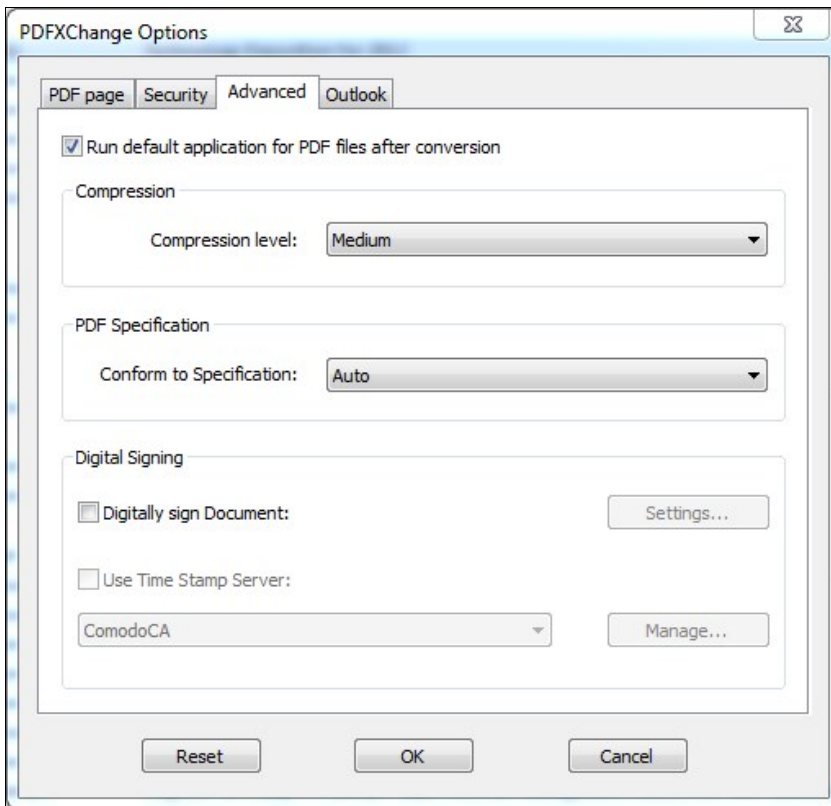 PDFXChange Options
PDF page Security Advanced Outlook
Run default application for PDF files after conversion
Compression
Compression level: Medium
PDF Specification
Conform to Specification: Auto
Digital Signing
Digitally sign Document: Settings...
Use Time Stamp Server:
ComodoCA Manage...
Reset OK Cancel